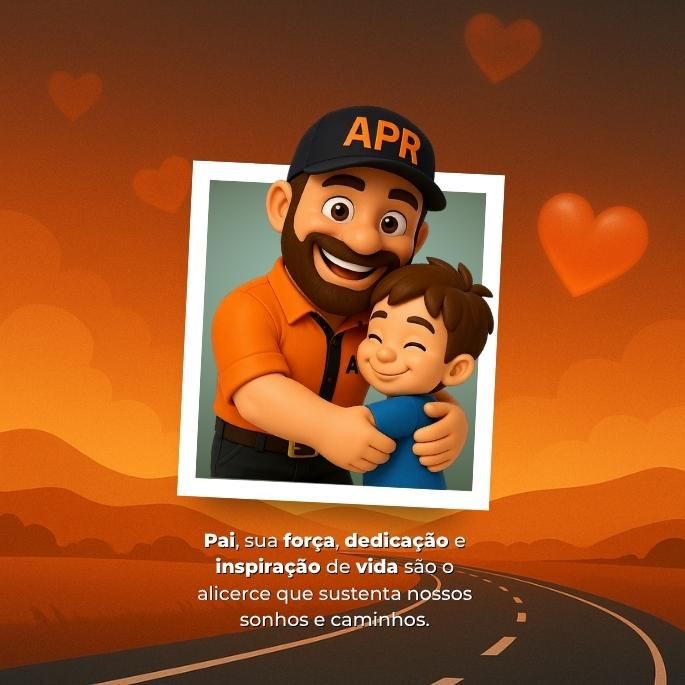 APR
A
Pai, sua força, dedicação e
inspiração de vida são o
alicerce que sustenta nossos
sonhos e caminhos.